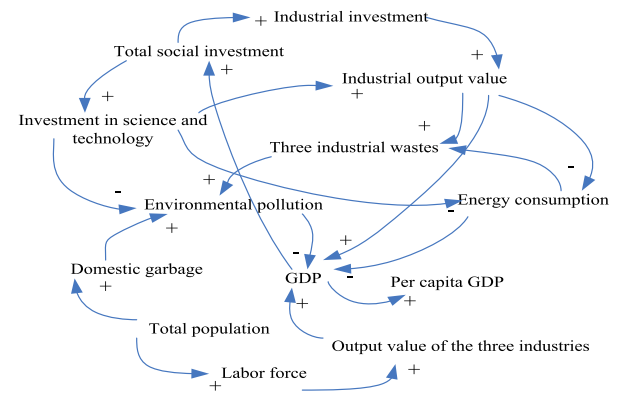 + Industrial investment
Total social investment
+
+
Industrial output value
+
+
Investment in science and
technology
+
Three industrial wastes
-
+
-
Environmental pollution
Energy consumption
-
+
+
-
Domestic garbage
GDP
-
Per capita GDP
+
+
+
Total population
Output value of the three industries
Labor force
+
+